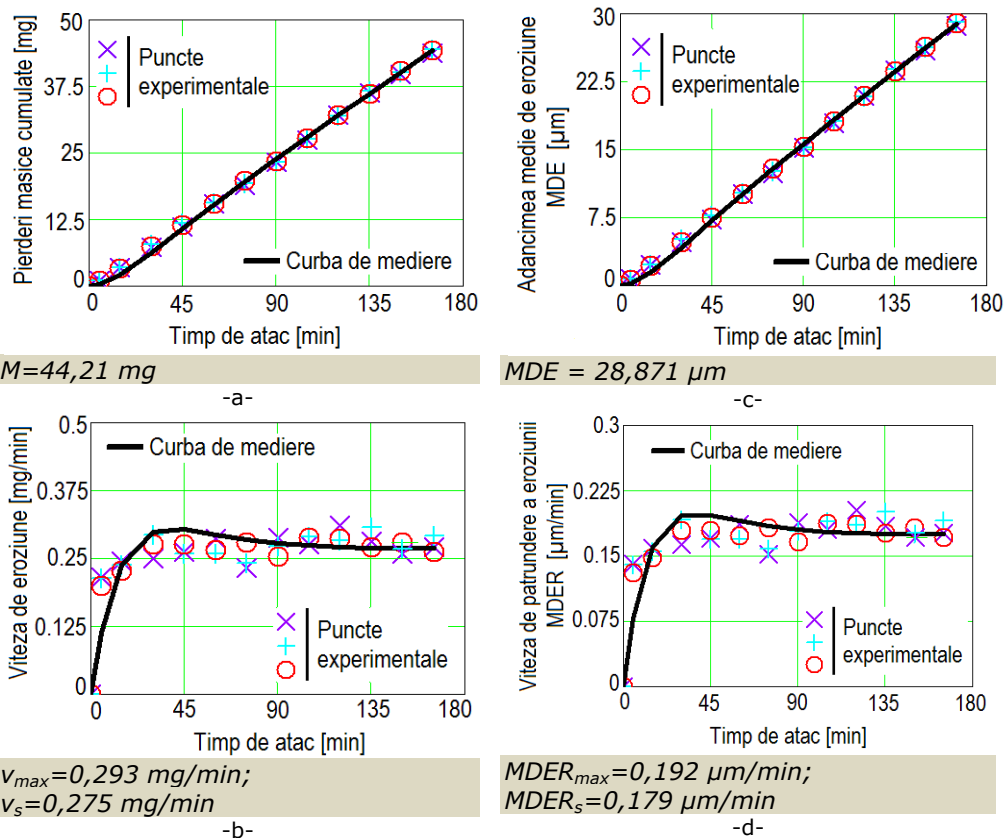 Pierderi masice cumulate [mg]
50
37.5
25
12.5
0
Puncte
experimentale
Curba de mediere
0
45
90
135
180
Timp de atac [min]
M=44,21 mg
-a-
Adancimea medie de eroziune
MDE [µm]
30
22.5
15
7.5
0
Puncte
experimentale
Curba de mediere
0
45
90
135
180
Timp de atac [min]
MDE = 28,871 µm
-c-
Viteza de eroziune [mg/min]
0.5
0.375
0.25
0.125
0
Curba de mediere
Puncte
experimentale
0
45
90
135
180
Timp de atac [min]
vmax=0,293 mg/min;
vs=0,275 mg/min
-b-
Viteza de patrundere a eroziunii
MDER [µm/min]
0.3
0.225
0.15
0.075
0
Curba de mediere
Puncte
experimentale
0
45
90
135
180
Timp de atac [min]
MDERmax=0,192 µm/min;
MDERs=0,179 µm/min
-d-